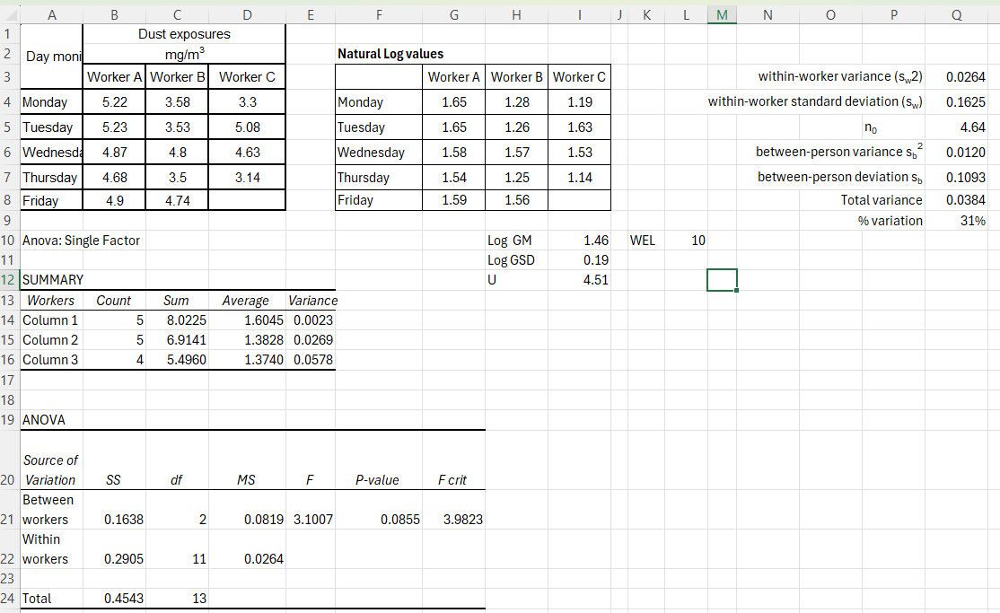 A B C D E F G H I J K L M N O P Q
1 Dust exposures
2 Day moni mg/m³ Natural Log values
3 Worker A Worker B Worker C Worker A Worker B Worker C within-worker variance (sw2) 0.0264
4 Monday 5.22 3.58 3.3 Monday 1.65 1.28 1.19 within-worker standard deviation (sw) 0.1625
5 Tuesday 5.23 3.53 5.08 Tuesday 1.65 1.26 1.63 n0 4.64
6 Wednesda 4.87 4.8 4.63 Wednesday 1.58 1.57 1.53 between-person variance sb² 0.0120
7 Thursday 4.68 3.5 3.14 Thursday 1.54 1.25 1.14 between-person deviation sb 0.1093
8 Friday 4.9 4.74 Friday 1.59 1.56 Total variance 0.0384
9 % variation 31%
10 Anova: Single Factor Log GM 1.46 WEL 10
11 Log GSD 0.19
12 SUMMARY U 4.51
13 Workers Count Sum Average Variance
14 Column 1 5 8.0225 1.6045 0.0023
15 Column 2 5 6.9141 1.3828 0.0269
16 Column 3 4 5.4960 1.3740 0.0578
17
18
19 ANOVA
Source of
20 Variation SS df MS F P-value F crit
Between
21 workers 0.1638 2 0.0819 3.1007 0.0855 3.9823
Within
22 workers 0.2905 11 0.0264
23
24 Total 0.4543 13